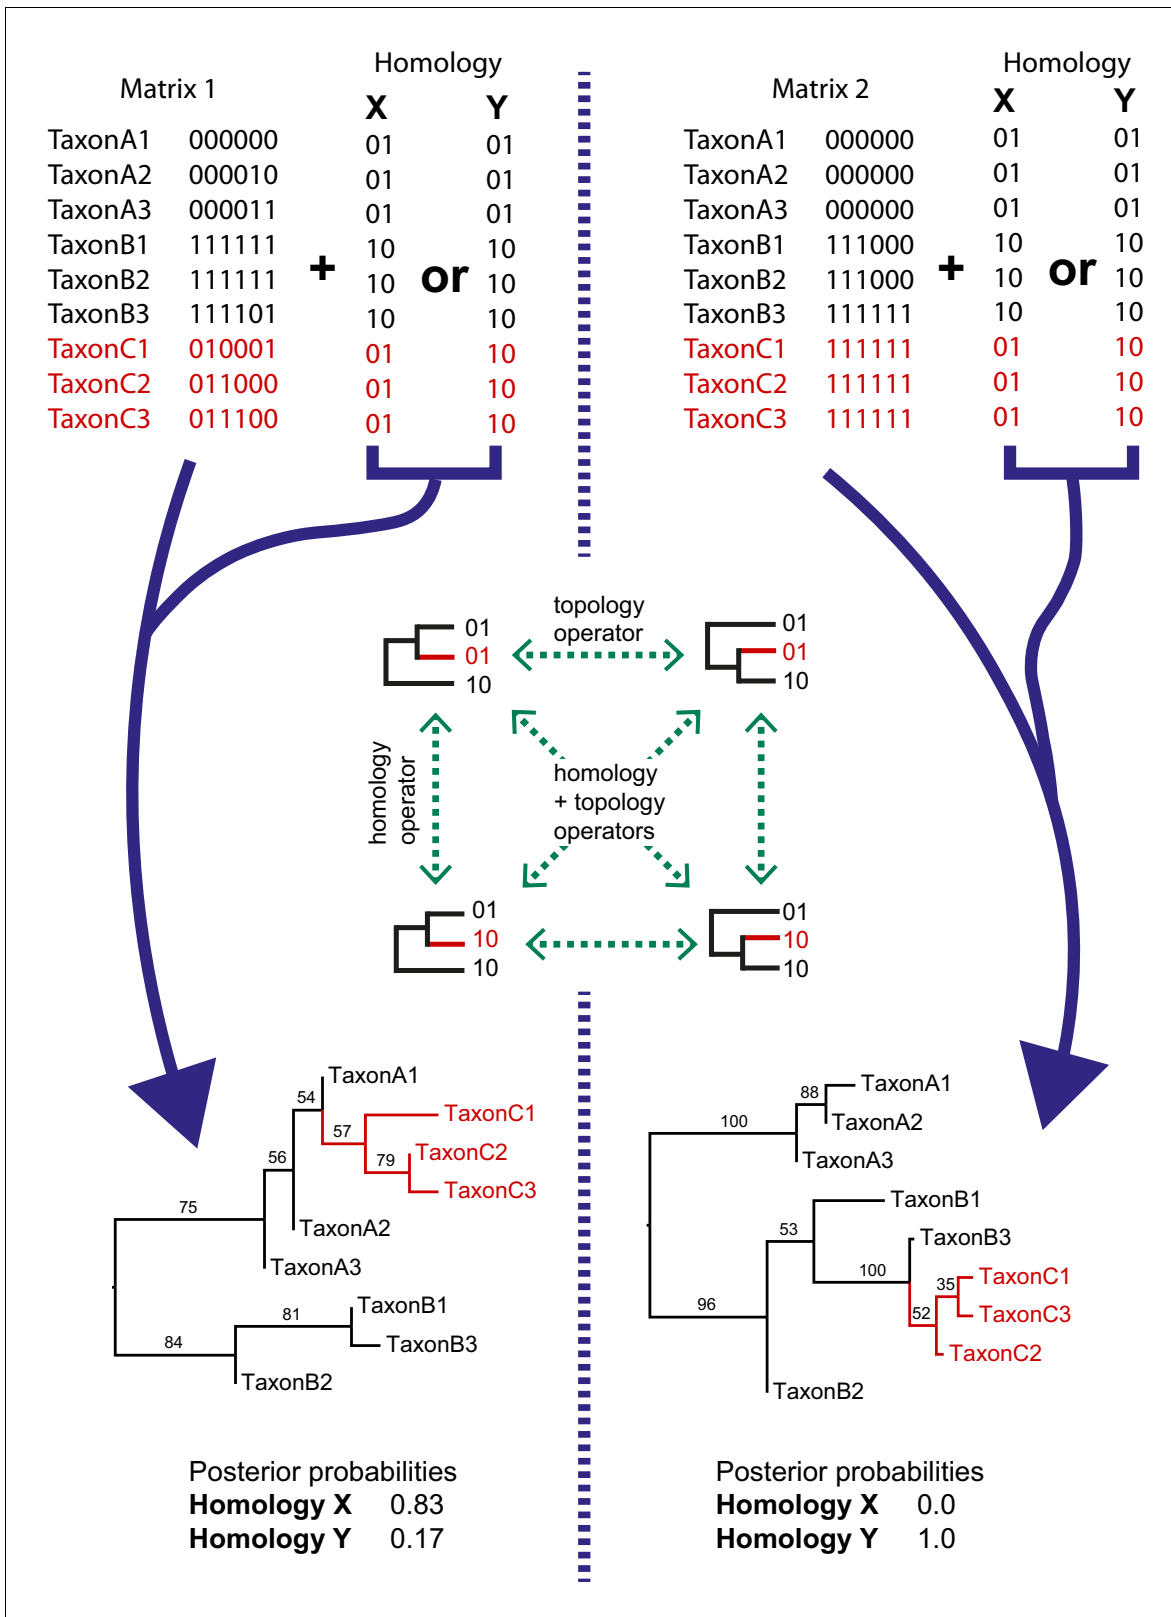 Matrix 1 Homology
X Y
TaxonA1 000000 01 01
TaxonA2 000010 01 01
TaxonA3 000011 01 01
TaxonB1 111111 10 10
TaxonB2 111111 + 10 or 10
TaxonB3 111101 10 10
TaxonC1 010001 01 10
TaxonC2 011000 01 10
TaxonC3 011100 01 10
Matrix 2 Homology
X Y
TaxonA1 000000 01 01
TaxonA2 000000 01 01
TaxonA3 000000 01 01
TaxonB1 111000 10 10
TaxonB2 111000 + 10 or 10
TaxonB3 111111 10 10
TaxonC1 111111 01 10
TaxonC2 111111 01 10
TaxonC3 111111 01 10
topology
operator
01
01
10
01
01
10
homology
operator
homology
+ topology
operators
01
10
10
01
10
10
TaxonA1
54
TaxonC1
57
TaxonC2
79
56
TaxonC3
75
TaxonA2
TaxonA3
TaxonB1
81
TaxonB3
84
TaxonB2
TaxonA1
88
TaxonA2
100
TaxonA3
TaxonB1
53
TaxonB3
100
TaxonC1
35
TaxonC3
96
52
TaxonC2
TaxonB2
Posterior probabilities
Homology X 0.83
Homology Y 0.17
Posterior probabilities
Homology X 0.0
Homology Y 1.0